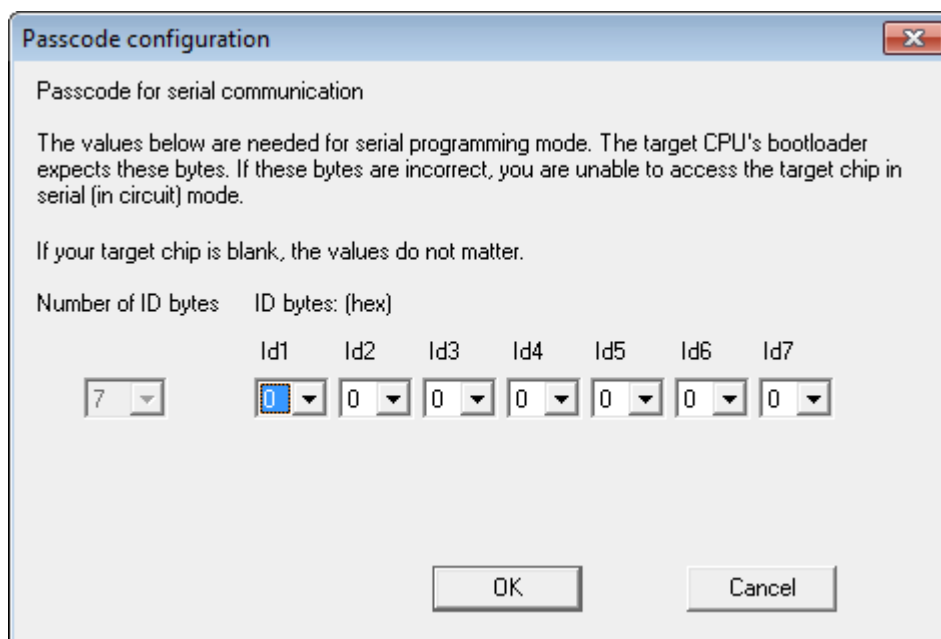 Passcode configuration
Passcode for serial communication
The values below are needed for serial programming mode. The target CPU's bootloader
expects these bytes. If these bytes are incorrect, you are unable to access the target chip in
serial (in circuit) mode.
If your target chip is blank, the values do not matter.
Number of ID bytes ID bytes: (hex)
Id1 Id2 Id3 Id4 Id5 Id6 Id7
7 0 0 0 0 0 0 0
OK Cancel